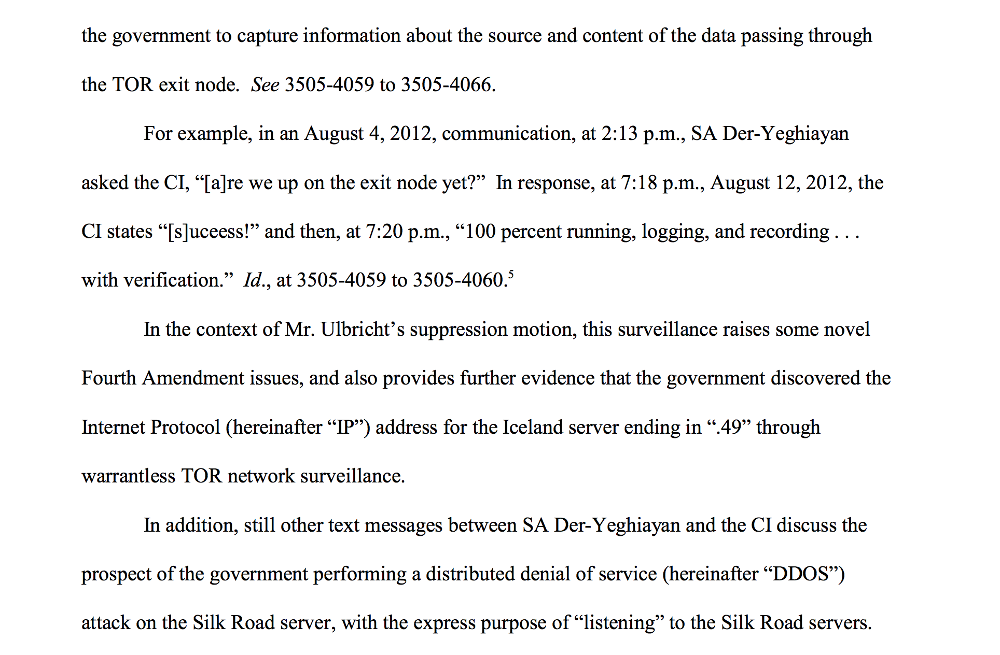 the government to capture information about the source and content of the data passing through
the TOR exit node. See 3505-4059 to 3505-4066.
For example, in an August 4, 2012, communication, at 2:13 p.m., SA Der-Yeghiayan
asked the CI, “[a]re we up on the exit node yet?” In response, at 7:18 p.m., August 12, 2012, the
CI states “[s]uceess!” and then, at 7:20 p.m., “100 percent running, logging, and recording . . .
with verification.” Id., at 3505-4059 to 3505-4060.⁵
In the context of Mr. Ulbricht’s suppression motion, this surveillance raises some novel
Fourth Amendment issues, and also provides further evidence that the government discovered the
Internet Protocol (hereinafter “IP”) address for the Iceland server ending in “.49” through
warrantless TOR network surveillance.
In addition, still other text messages between SA Der-Yeghiayan and the CI discuss the
prospect of the government performing a distributed denial of service (hereinafter “DDOS”)
attack on the Silk Road server, with the express purpose of “listening” to the Silk Road servers.